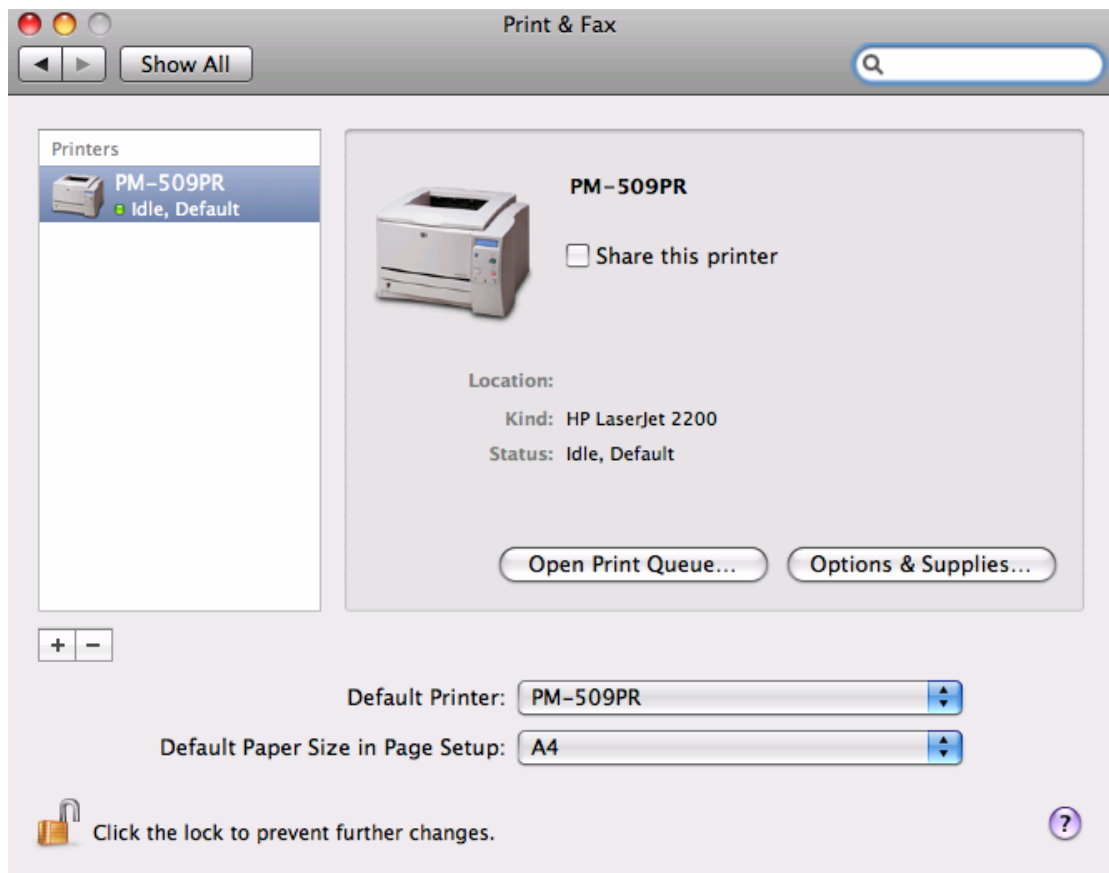 Print & Fax
Show All
Printers
PM-509PR
Idle, Default
PM-509PR
Share this printer
Location:
Kind: HP LaserJet 2200
Status: Idle, Default
Open Print Queue...
Options & Supplies...
+ -
Default Printer: PM-509PR
Default Paper Size in Page Setup: A4
Click the lock to prevent further changes.
?